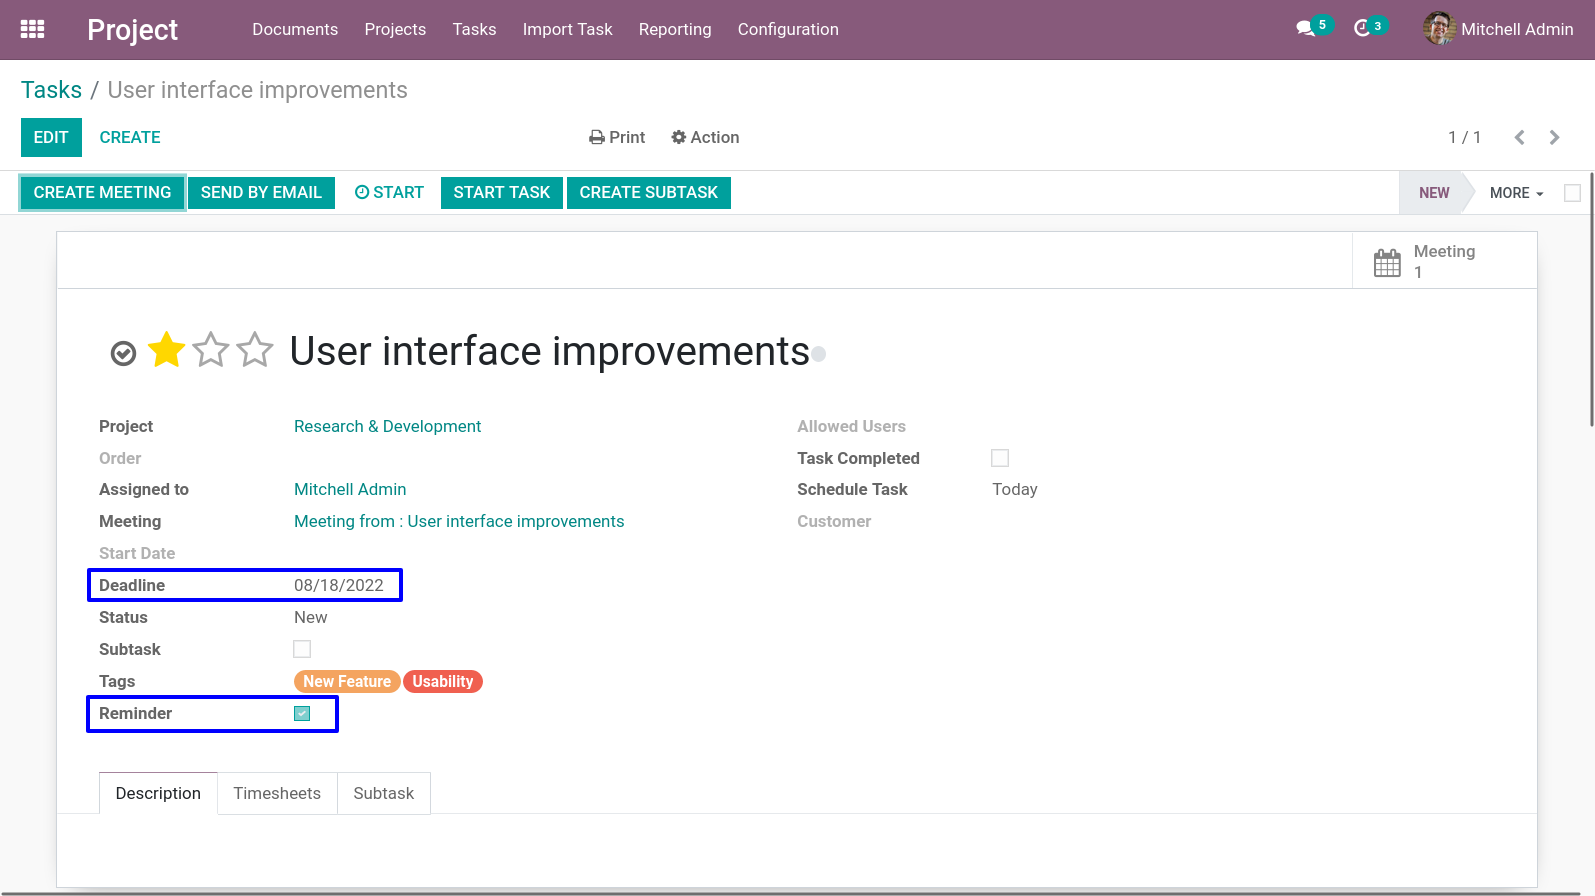 Project Documents Projects Tasks Import Task Reporting Configuration 5 3 Mitchell Admin
Tasks / User interface improvements
EDIT CREATE Print Action 1 / 1
CREATE MEETING SEND BY EMAIL START START TASK CREATE SUBTASK NEW MORE
Meeting
1
User interface improvements
Project Research & Development Allowed Users
Order Task Completed
Assigned to Mitchell Admin Schedule Task Today
Meeting Meeting from : User interface improvements Customer
Start Date
Deadline 08/18/2022
Status New
Subtask
Tags New Feature Usability
Reminder
Description Timesheets Subtask